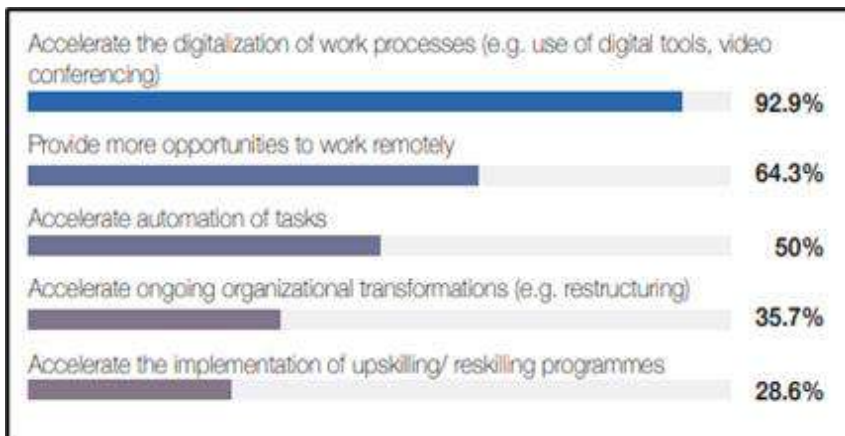 Accelerate the digitalization of work processes (e.g. use of digital tools, video
conferencing)
92.9%
Provide more opportunities to work remotely
64.3%
Accelerate automation of tasks
50%
Accelerate ongoing organizational transformations (e.g. restructuring)
35.7%
Accelerate the implementation of upskilling/ reskilling programmes
28.6%